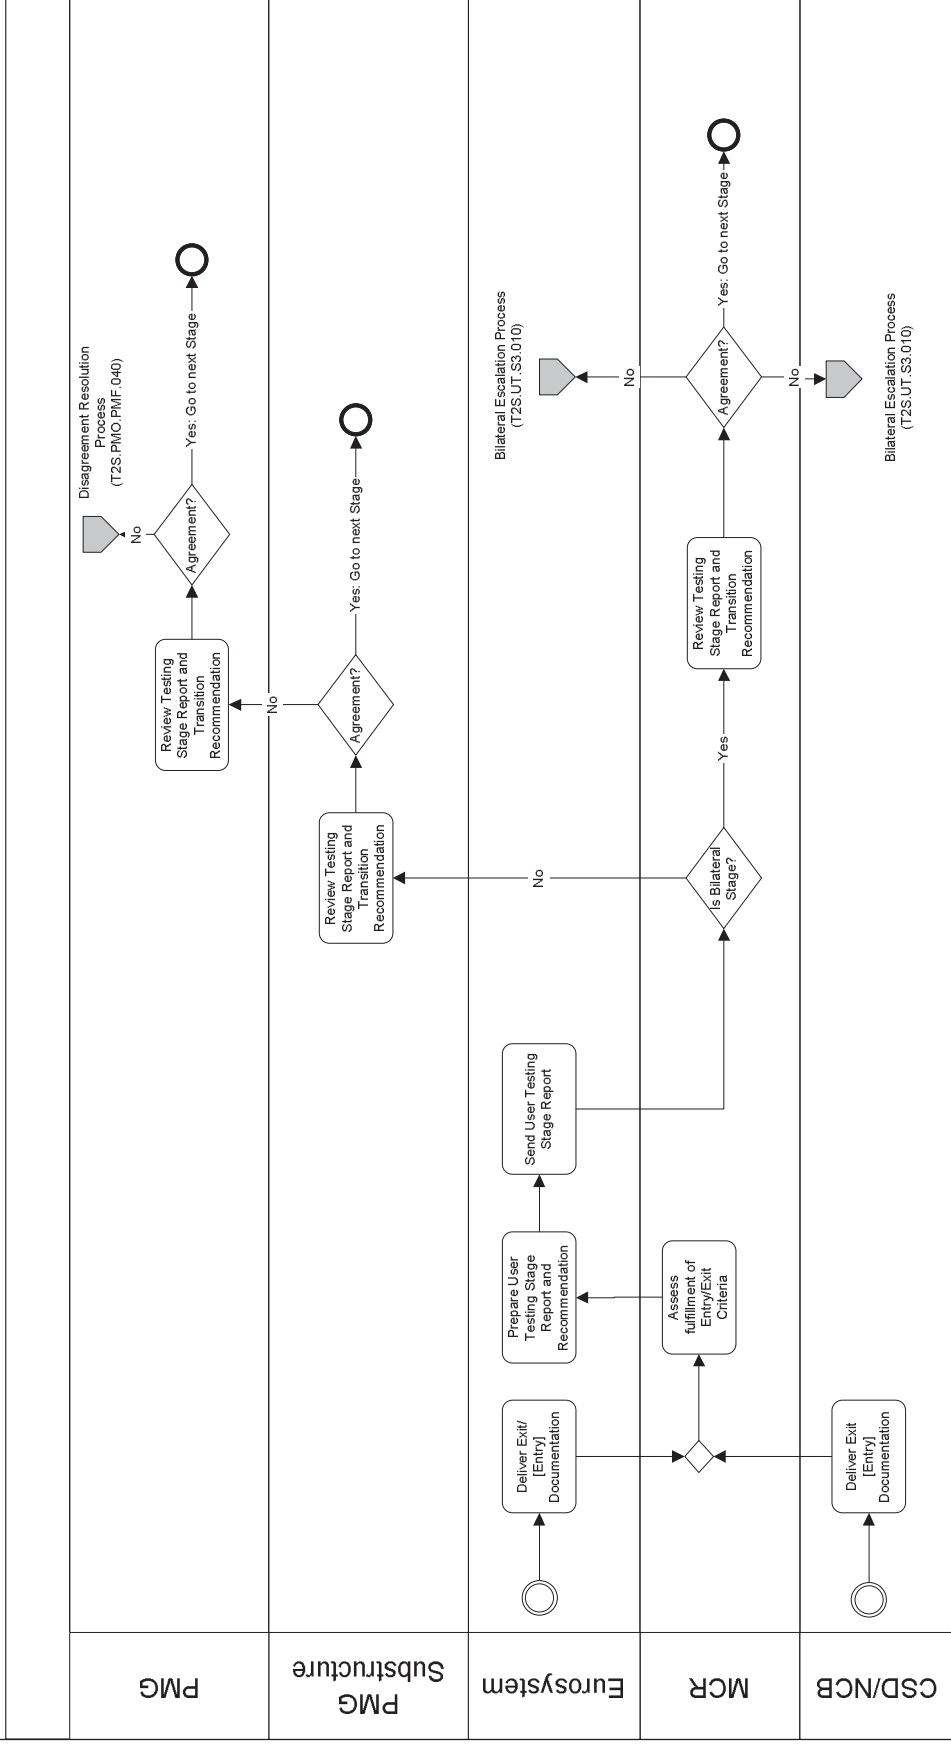 PMG
Disagreement Resolution
Process
(T2S.PMO.PMF.040)
Review Testing
Stage Report and
Transition
Recommendation
Agreement?
No
Yes: Go to next Stage
PMG
Substructure
Review Testing
Stage Report and
Transition
Recommendation
Agreement?
No
Yes: Go to next Stage
Eurosystem
Deliver Exit/
[Entry]
Documentation
Prepare User
Testing Stage
Report and
Recommendation
Send User Testing
Stage Report
No
Bilateral Escalation Process
(T2S.UT.S3.010)
MCR
Assess
fulfillment of
Entry/Exit
Criteria
Is Bilateral
Stage?
Yes
Review Testing
Stage Report and
Transition
Recommendation
Agreement?
No
No
Yes: Go to next Stage
CSD/NCB
Deliver Exit
[Entry]
Documentation
Bilateral Escalation Process
(T2S.UT.S3.010)